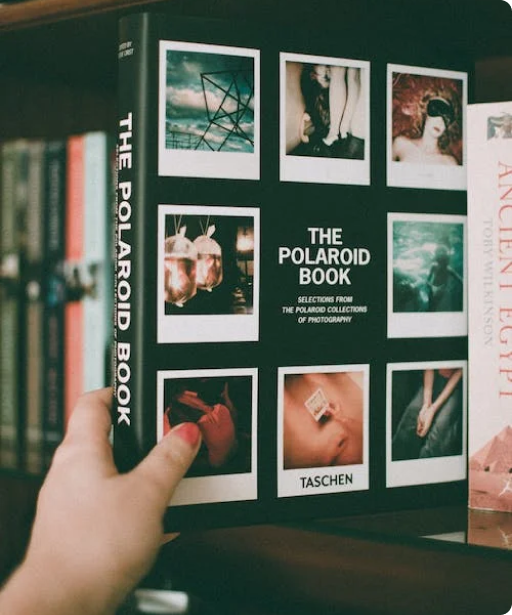 THE POLAROID BOOK
THE
POLAROID
BOOK
SELECTIONS FROM
THE POLAROID COLLECTIONS
OF PHOTOGRAPHY
TASCHEN
ANCIENT EGYPT
TOBY WILKINSON